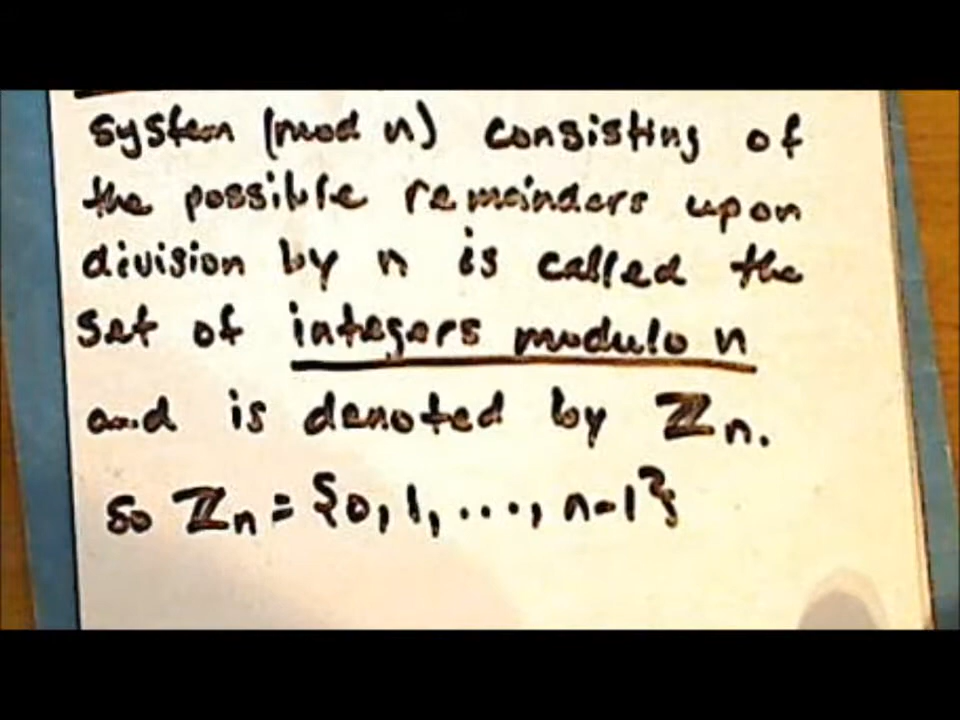 system (mod n) consisting of
the possible remainders upon
division by n is called the
set of integers modulo n
and is denoted by ℤn.
so ℤn = {0, 1, ..., n-1}